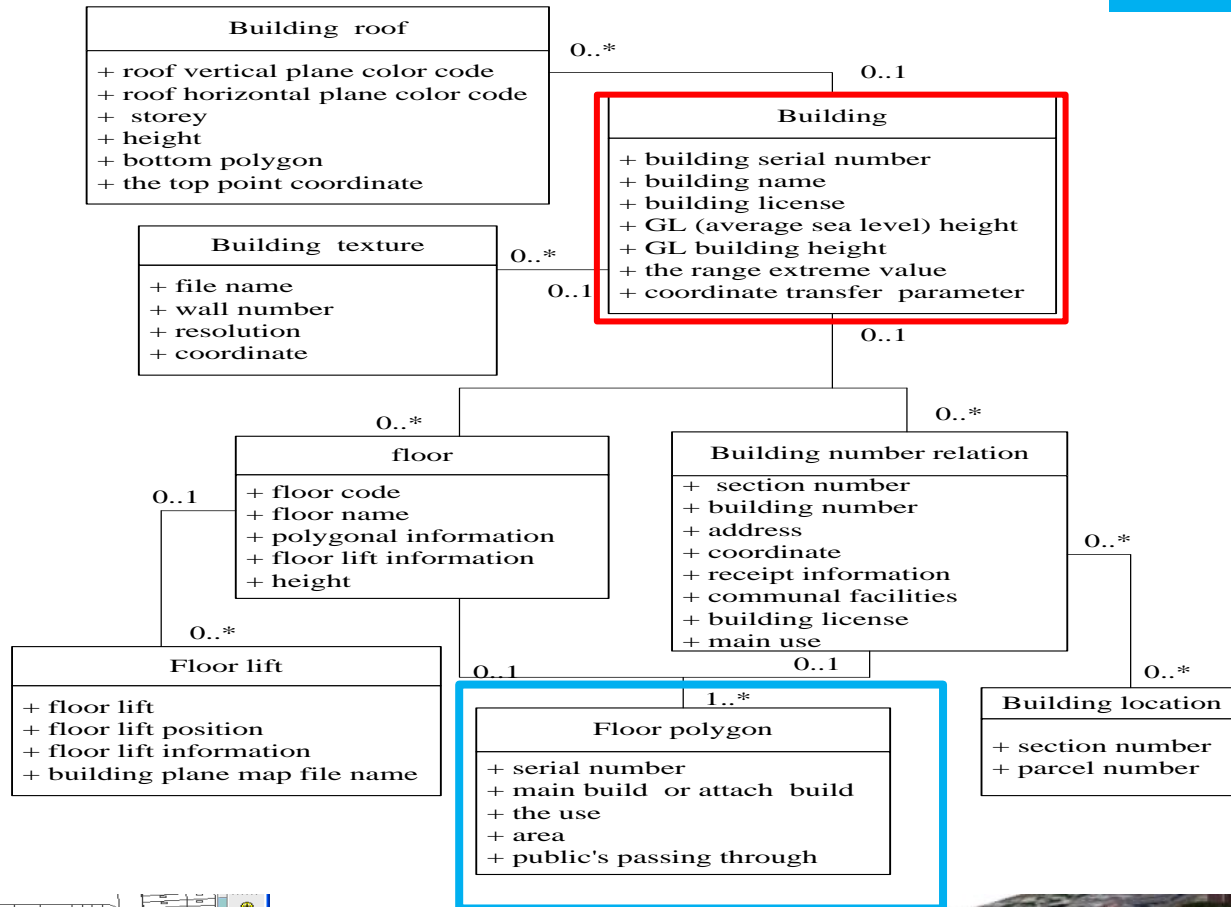 Building roof
+ roof vertical plane color code
+ roof horizontal plane color code
+ storey
+ height
+ bottom polygon
+ the top point coordinate
0..*
0..1
Building
+ building serial number
+ building name
+ building license
+ GL (average sea level) height
+ GL building height
+ the range extreme value
+ coordinate transfer parameter
Building texture
+ file name
+ wall number
+ resolution
+ coordinate
0..*
0..1
0..1
0..*
0..*
floor
+ floor code
+ floor name
+ polygonal information
+ floor lift information
+ height
Building number relation
+ section number
+ building number
+ address
+ coordinate
+ receipt information
+ communal facilities
+ building license
+ main use
0..1
0..*
0..*
0..1
0..1
0..*
1..*
Floor lift
+ floor lift
+ floor lift position
+ floor lift information
+ building plane map file name
Floor polygon
+ serial number
+ main build or attach build
+ the use
+ area
+ public's passing through
Building location
+ section number
+ parcel number